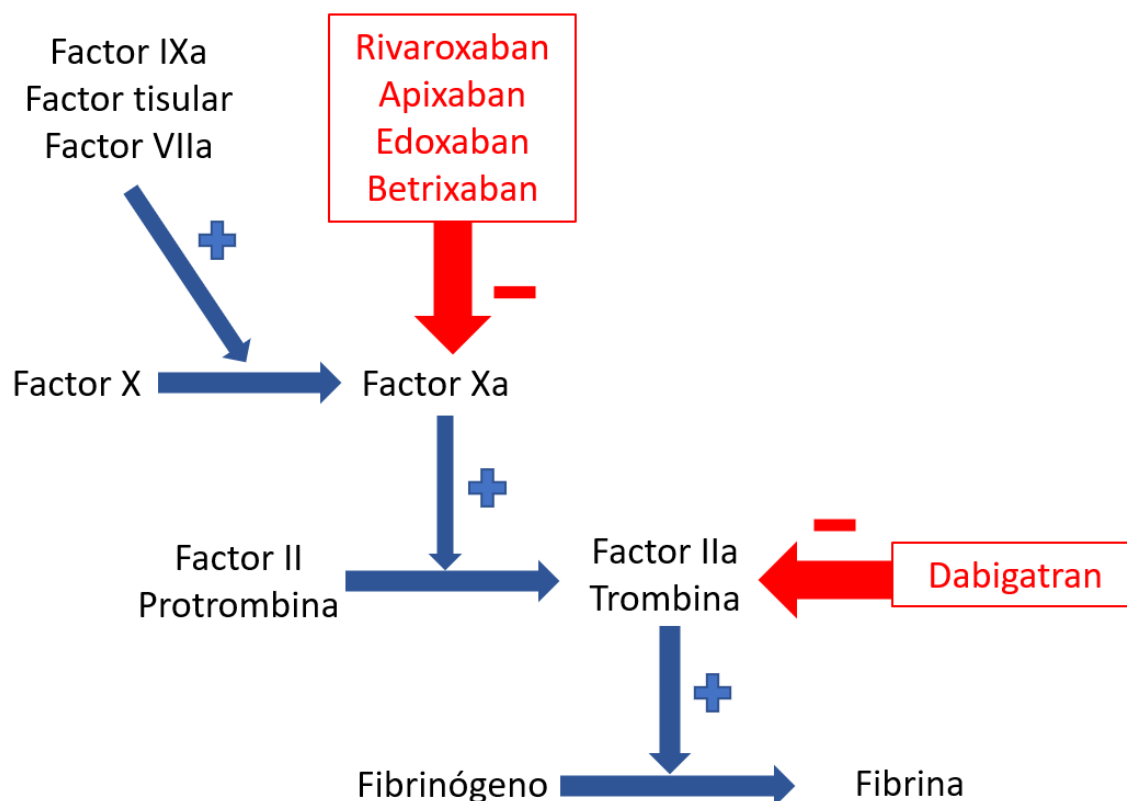 Factor IXa
Factor tisular
Factor VIIa
Rivaroxaban
Apixaban
Edoxaban
Betrixaban
Factor X
Factor Xa
Factor II
Protrombina
Factor IIa
Trombina
Dabigatran
Fibrinógeno
Fibrina